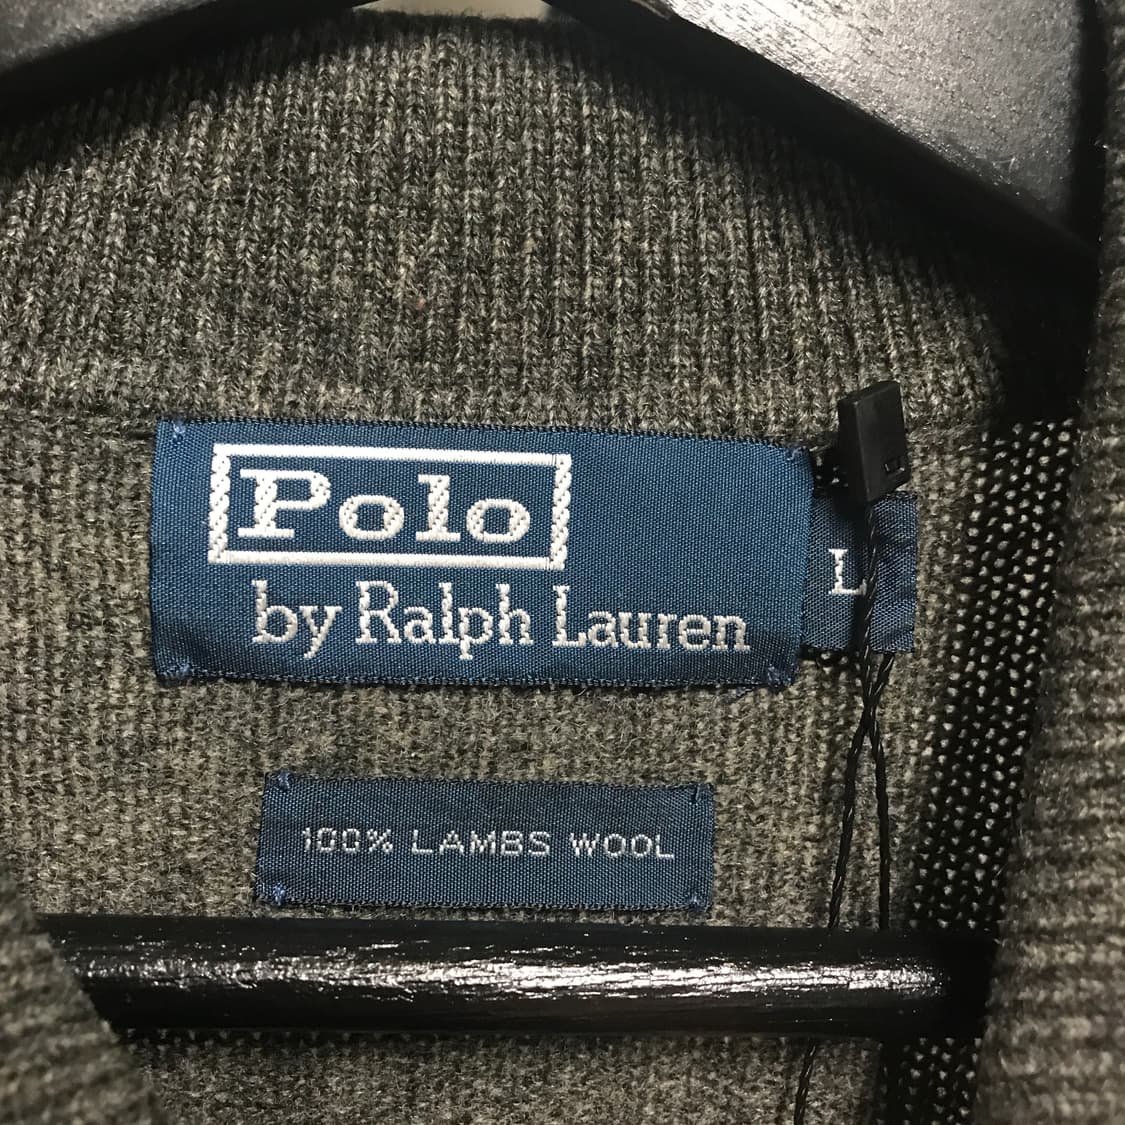 Polo
by Ralph Lauren
L
100% LAMBS WOOL